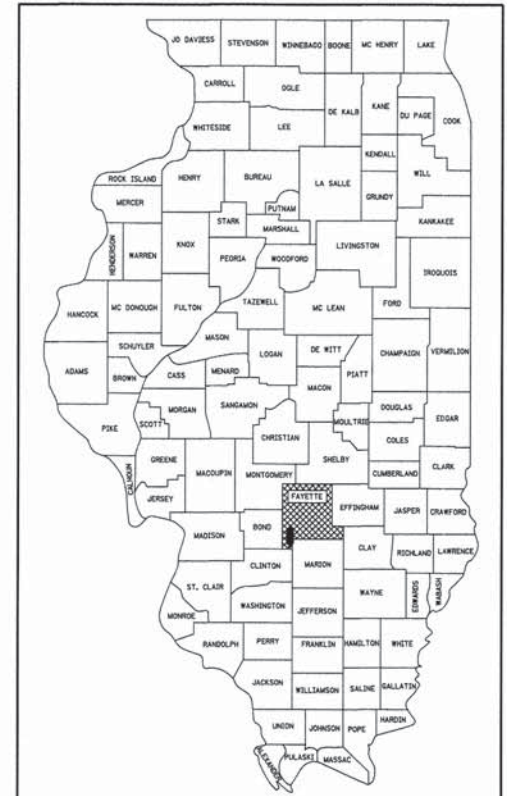 JO DAVIESS
STEVENSON
WINNEBAGO
BOONE
MC HENRY
LAKE
CARROLL
OGLE
DE KALB
KANE
DU PAGE
COOK
WHITESIDE
LEE
KENDALL
WILL
ROCK ISLAND
HENRY
BUREAU
LA SALLE
GRUNDY
MERCER
PUTNAM
KANKAKEE
HENDERSON
WARREN
KNOX
STARK
MARSHALL
PEORIA
WOODFORD
LIVINGSTON
IROQUOIS
HANCOCK
MC DONOUGH
FULTON
TAZEWELL
MC LEAN
FORD
MASON
SCHUYLER
ADAMS
BROWN
CASS
MENARD
LOGAN
DE WITT
MACON
PIATT
CHAMPAIGN
VERMILION
PIKE
SCOTT
MORGAN
SANGAMON
CHRISTIAN
MOULTRIE
DOUGLAS
COLES
EDGAR
SHELBY
CALHOUN
GREENE
JERSEY
MACOUPIN
MONTGOMERY
CUMBERLAND
CLARK
FAYETTE
EFFINGHAM
JASPER
CRAWFORD
MADISON
BOND
CLINTON
MARION
CLAY
RICHLAND
LAWRENCE
ST. CLAIR
MONROE
WASHINGTON
JEFFERSON
WAYNE
EDWARDS
WABASH
RANDOLPH
PERRY
FRANKLIN
HAMILTON
WHITE
JACKSON
WILLIAMSON
SALINE
GALLATIN
UNION
JOHNSON
POPE
HARDIN
ALEXANDER
PULASKI
MASSAC